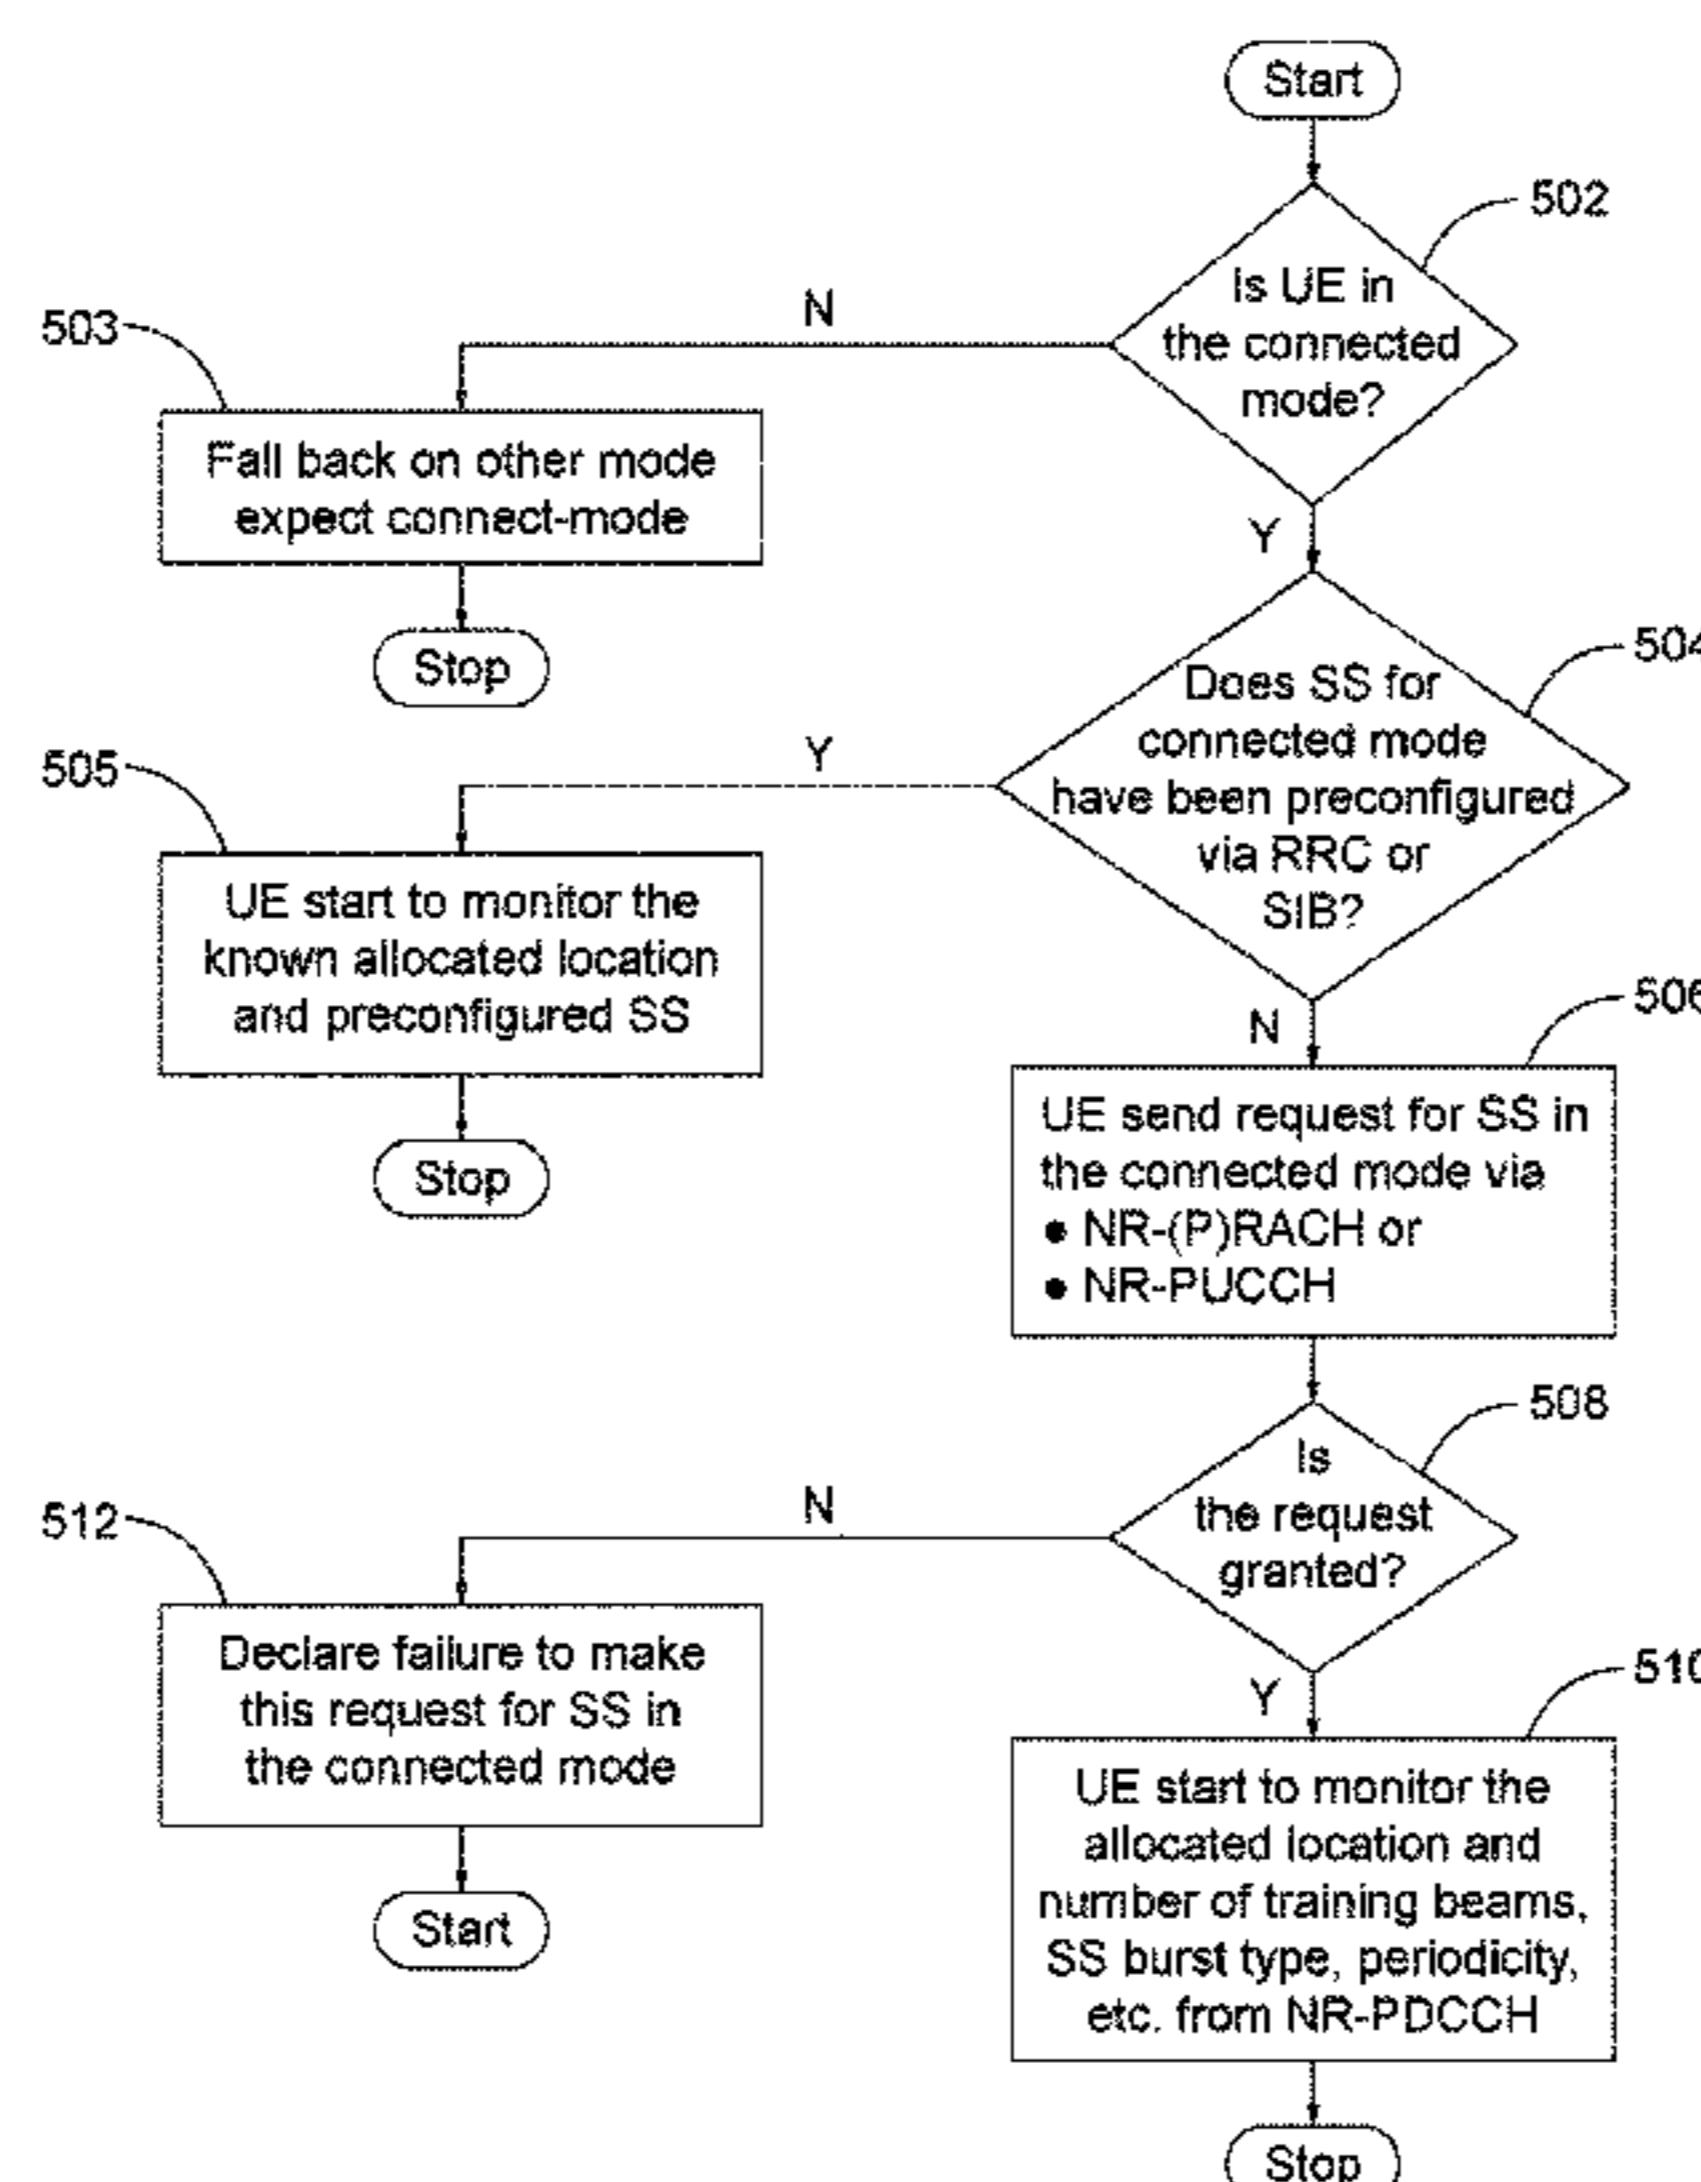 Start
502
Is UE in
the connected
mode?
N
503
Fall back on other mode
expect connect-mode
Stop
Y
504
Does SS for
connected mode
have been preconfigured
via RRC or
SIB?
Y
505
UE start to monitor the
known allocated location
and preconfigured SS
Stop
N
506
UE send request for SS in
the connected mode via
● NR-(P)RACH or
● NR-PUCCH
508
Is
the request
granted?
N
512
Declare failure to make
this request for SS in
the connected mode
Start
Y
510
UE start to monitor the
allocated location and
number of training beams,
SS burst type, periodicity,
etc. from NR-PDCCH
Stop